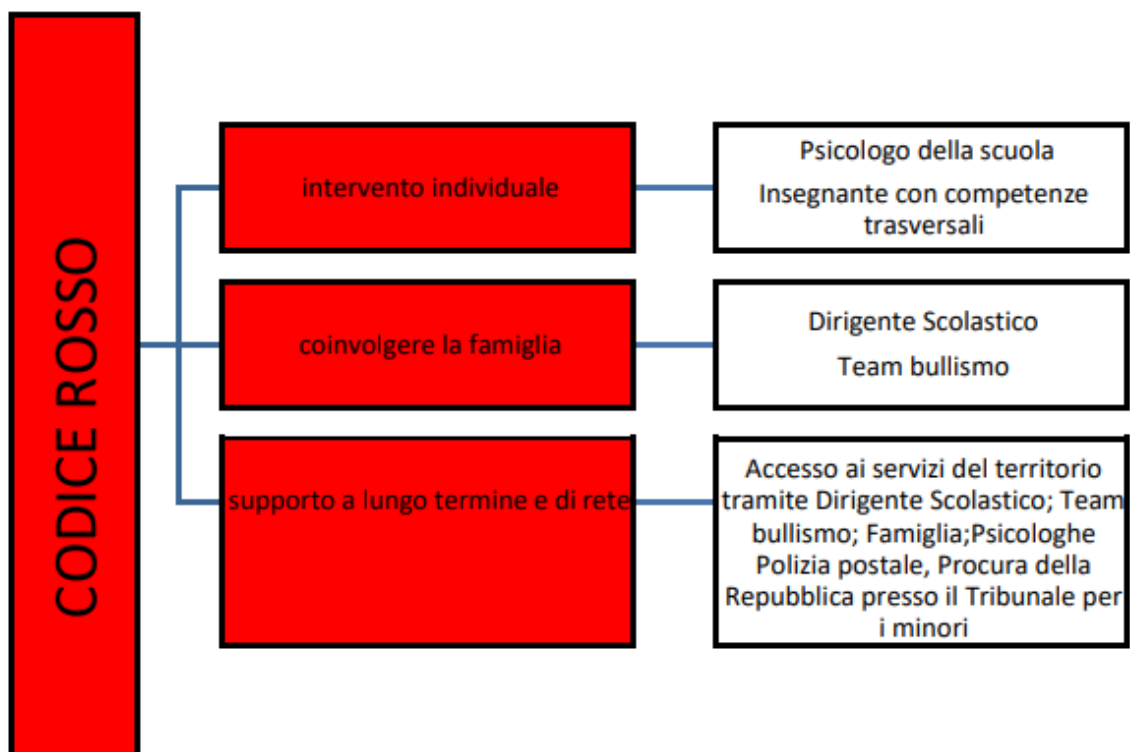 CODICE ROSSO
intervento individuale
Psicologo della scuola
Insegnante con competenze
trasversali
coinvolgere la famiglia
Dirigente Scolastico
Team bullismo
supporto a lungo termine e di rete
Accesso ai servizi del territorio
tramite Dirigente Scolastico; Team
bullismo; Famiglia;Psicologhe
Polizia postale, Procura della
Repubblica presso il Tribunale per
i minori